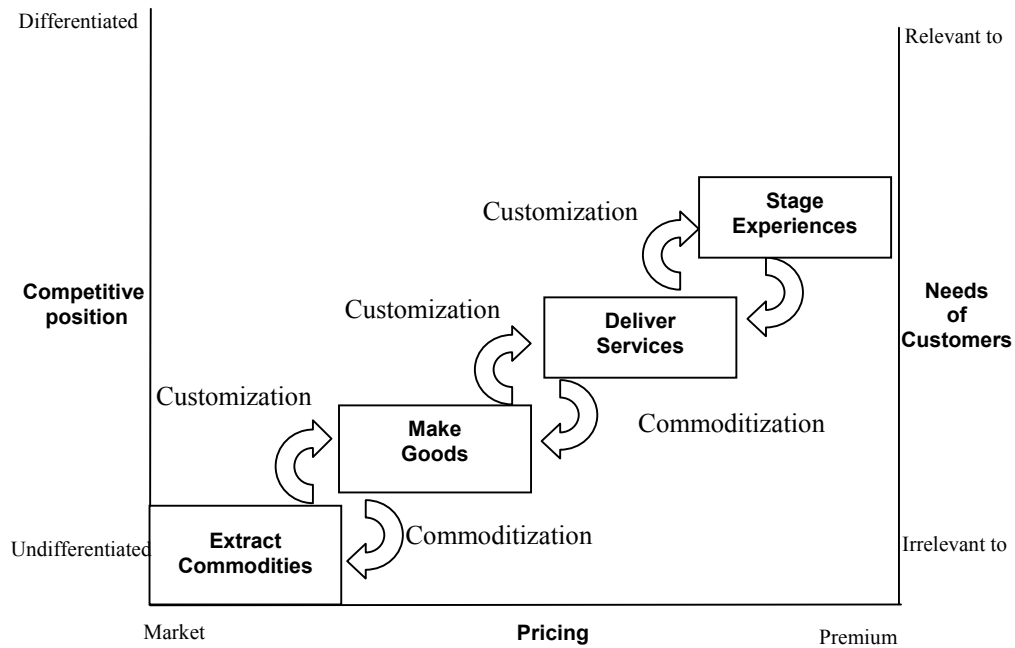 Differentiated
Relevant to
Stage
Experiences
Customization
Competitive
position
Needs
of
Customers
Customization
Deliver
Services
Customization
Commoditization
Make
Goods
Undifferentiated
Extract
Commodities
Commoditization
Irrelevant to
Market
Pricing
Premium